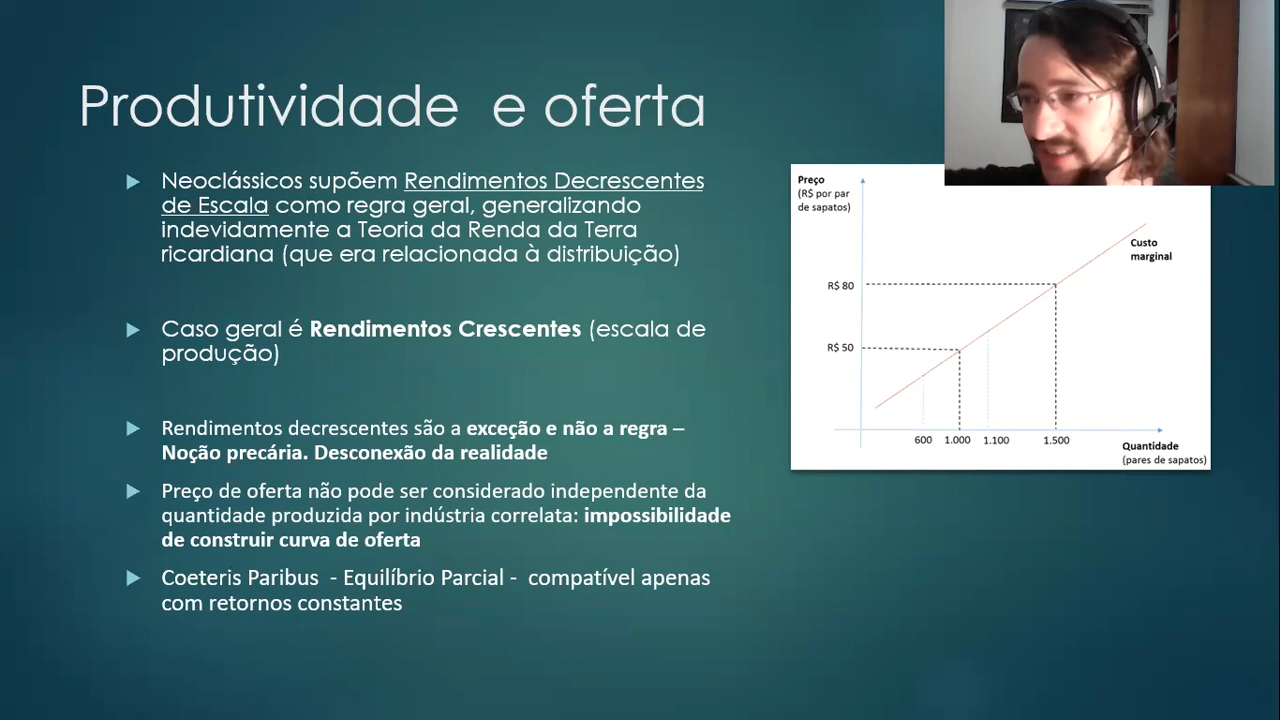 Produtividade e oferta
Neoclássicos supõem Rendimentos Decrescentes
de Escala como regra geral, generalizando
indevidamente a Teoria da Renda da Terra
ricardiana (que era relacionada à distribuição)
Caso geral é Rendimentos Crescentes (escala de
produção)
Rendimentos decrescentes são a exceção e não a regra –
Noção precária. Desconexão da realidade
Preço de oferta não pode ser considerado independente da
quantidade produzida por indústria correlata: impossibilidade
de construir curva de oferta
Coeteris Paribus - Equilíbrio Parcial - compatível apenas
com retornos constantes
Preço
(R$ por par
de sapatos)
Custo
marginal
R$ 80
R$ 50
600 1.000 1.100 1.500
Quantidade
(pares de sapatos)